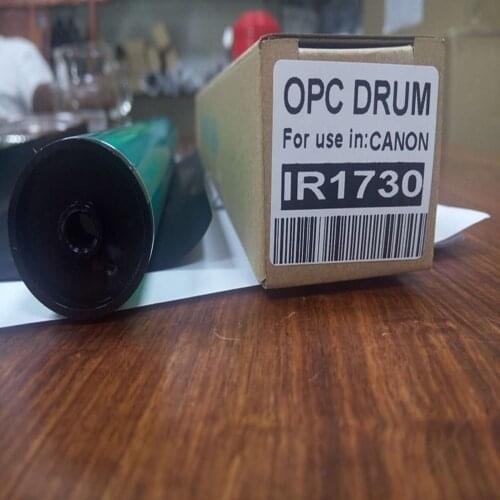 OPC DRUM
For use in:CANON
IR1730